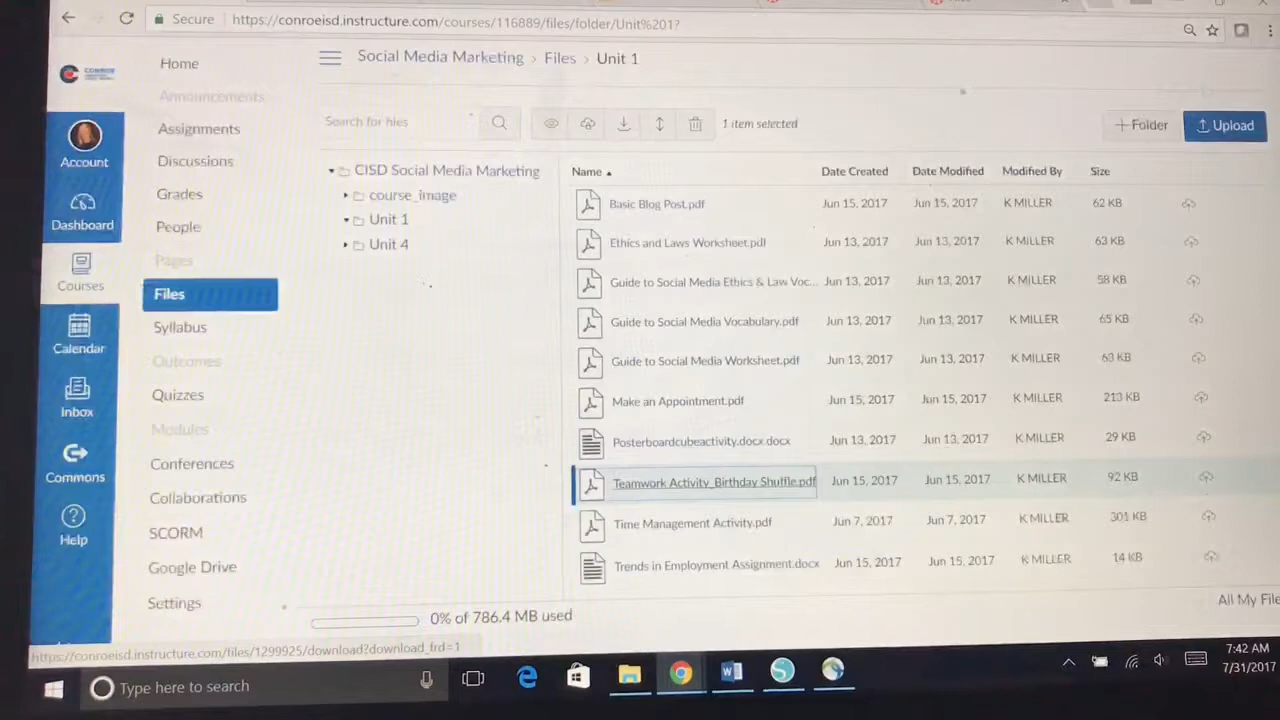 Secure
https://conroeisd.instructure.com/courses/116889/files/folder/Unit%201?
Social Media Marketing > Files > Unit 1
CONROE
Home
Announcements
Assignments
Discussions
Grades
People
Pages
Files
Syllabus
Outcomes
Quizzes
Modules
Conferences
Collaborations
SCORM
Google Drive
Settings
Account
Dashboard
Courses
Calendar
Inbox
Commons
Help
Search for files
1 item selected
+ Folder
Upload
CISD Social Media Marketing
course_image
Unit 1
Unit 4
Name Date Created Date Modified Modified By Size
Basic Blog Post.pdf Jun 15, 2017 Jun 15, 2017 K MILLER 62 KB
Ethics and Laws Worksheet.pdf Jun 13, 2017 Jun 13, 2017 K MILLER 63 KB
Guide to Social Media Ethics & Law Voc... Jun 13, 2017 Jun 13, 2017 K MILLER 58 KB
Guide to Social Media Vocabulary.pdf Jun 13, 2017 Jun 13, 2017 K MILLER 65 KB
Guide to Social Media Worksheet.pdf Jun 13, 2017 Jun 13, 2017 K MILLER 63 KB
Make an Appointment.pdf Jun 15, 2017 Jun 15, 2017 K MILLER 213 KB
Posterboardcubeactivity.docx.docx Jun 13, 2017 Jun 13, 2017 K MILLER 29 KB
Teamwork Activity_Birthday Shuffle.pdf Jun 15, 2017 Jun 15, 2017 K MILLER 92 KB
Time Management Activity.pdf Jun 7, 2017 Jun 7, 2017 K MILLER 301 KB
Trends in Employment Assignment.docx Jun 15, 2017 Jun 15, 2017 K MILLER 14 KB
0% of 786.4 MB used
All My File
https://conroeisd.instructure.com/files/1299925/download?download_frd=1
Type here to search
7:42 AM
7/31/2017